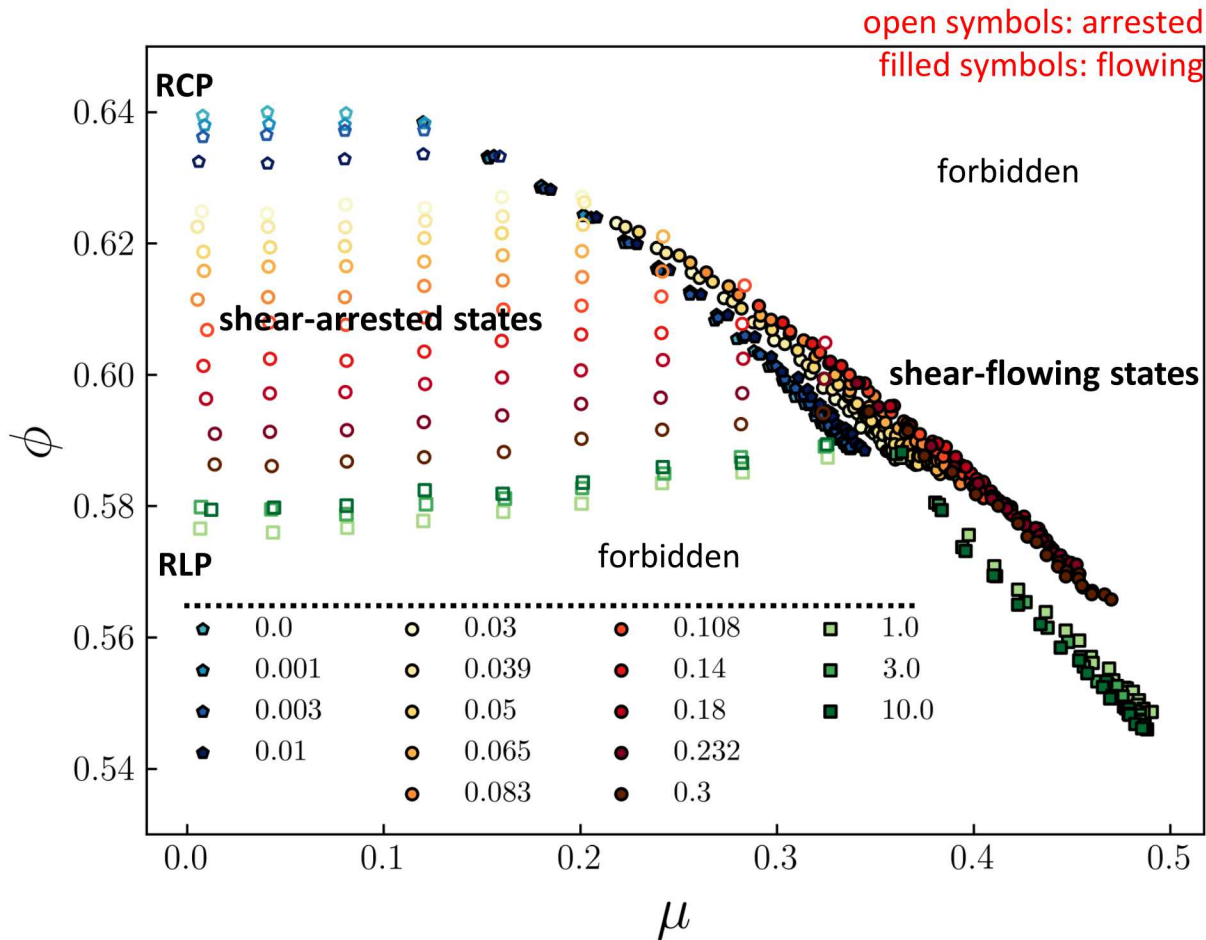 open symbols: arrested
filled symbols: flowing
RCP
0.64
forbidden
0.62
shear-arrested states
0.60
shear-flowing states
ϕ
0.58
RLP
forbidden
0.56
0.0 0.03 0.108 1.0
0.001 0.039 0.14 3.0
0.003 0.05 0.18 10.0
0.01 0.065 0.232
0.083 0.3
0.54
0.0 0.1 0.2 0.3 0.4 0.5
μ